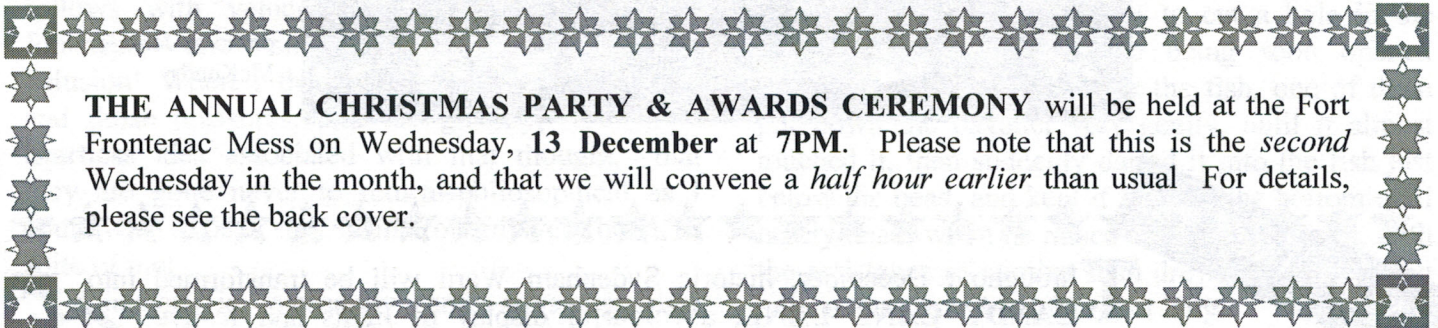 THE ANNUAL CHRISTMAS PARTY & AWARDS CEREMONY will be held at the Fort
Frontenac Mess on Wednesday, 13 December at 7PM. Please note that this is the second
Wednesday in the month, and that we will convene a half hour earlier than usual For details,
please see the back cover.